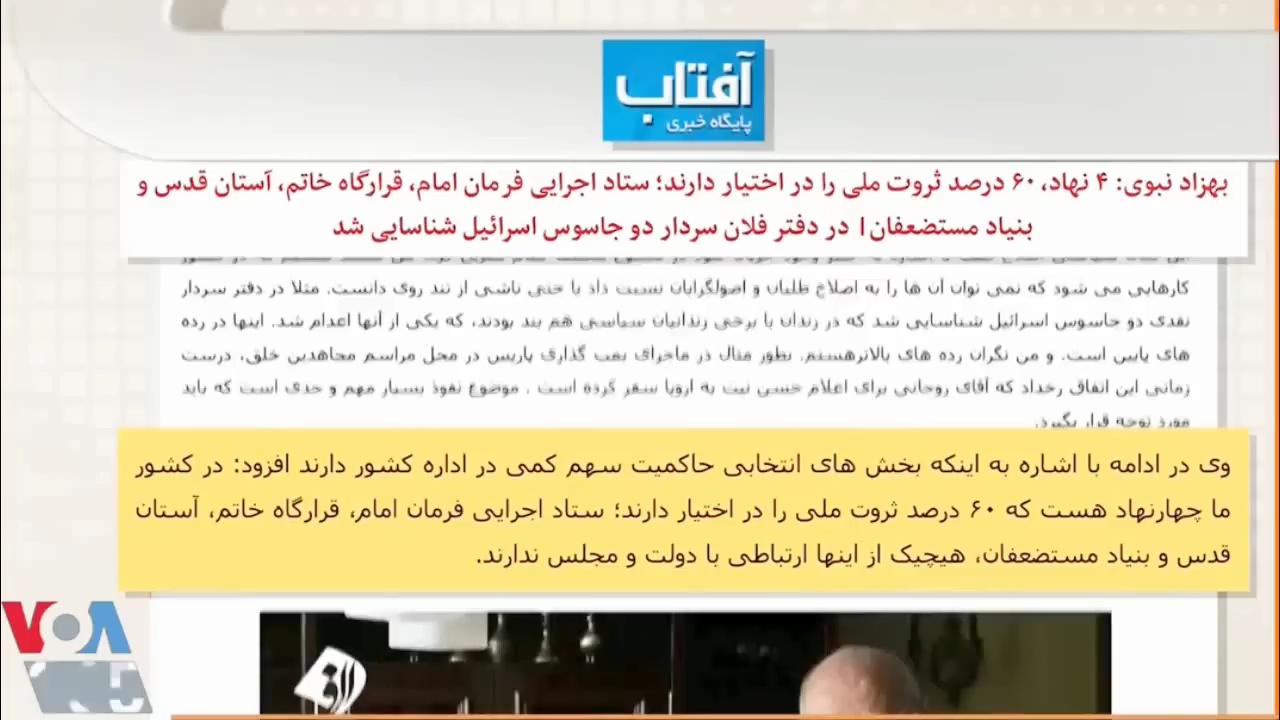 آفتاب
پایگاه خبری
بهزاد نبوی: ۴ نهاد، ۶۰ درصد ثروت ملی را در اختیار دارند؛ ستاد اجرایی فرمان امام، قرارگاه خاتم، آستان قدس و
بنیاد مستضعفان| در دفتر فلان سردار دو جاسوس اسرائیل شناسایی شد
کارهایی می شود که نمی توان آن ها را به اصلاح طلبان و اصولگرایان نسبت داد یا حتی ناشی از تند روی دانست. مثلا در دفتر سردار
نقدی دو جاسوس اسرائیل شناسایی شد که در زندان با برخی زندانیان سیاسی هم بند بودند، که یکی از آنها اعدام شد. اینها در رده
های پایین است. و من نگران رده های بالاترهستم. بطور مثال در ماجرای بمب گذاری پاریس در محل مراسم مجاهدین خلق، درست
زمانی این اتفاق رخداد که آقای روحانی برای اعلام حسن نیت به اروپا سفر کرده است . موضوع نفوذ بسیار مهم و جدی است که باید
مورد توجه قرار بگیرد.
وی در ادامه با اشاره به اینکه بخش های انتخابی حاکمیت سهم کمی در اداره کشور دارند افزود: در کشور
ما چهارنهاد هست که ۶۰ درصد ثروت ملی را در اختیار دارند؛ ستاد اجرایی فرمان امام، قرارگاه خاتم، آستان
قدس و بنیاد مستضعفان، هیچیک از اینها ارتباطی با دولت و مجلس ندارند.
VOA